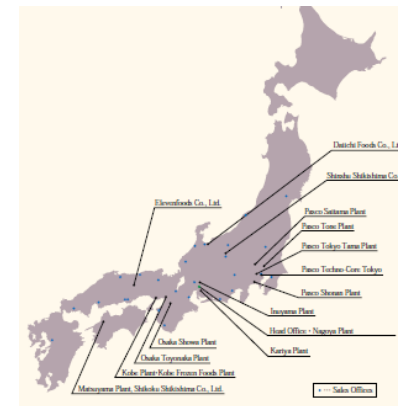 Daiichi Foods Co., Lt
Shinshu Shikishima Co
Elevenfoods Co., Ltd.
Pasco Saitama Plant
Pasco Tone Plant
Pasco Tokyo Tama Plant
Pasco Techno-Core Tokyo
Pasco Shonan Plant
Inuyama Plant
Head Office・Nagoya Plant
Kariya Plant
Osaka Showa Plant
Osaka Toyonaka Plant
Kobe Plant・Kobe Frozen Foods Plant
Matsuyama Plant, Shikoku Shikishima Co., Ltd.
• ··· Sales Offices